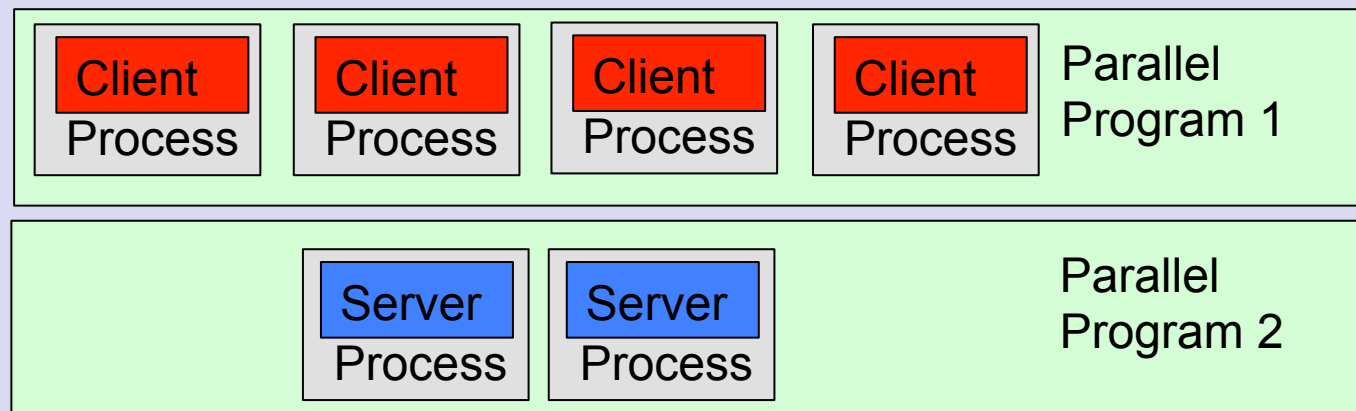 Client
Process
Client
Process
Client
Process
Client
Process
Parallel
Program 1
Server
Process
Server
Process
Parallel
Program 2